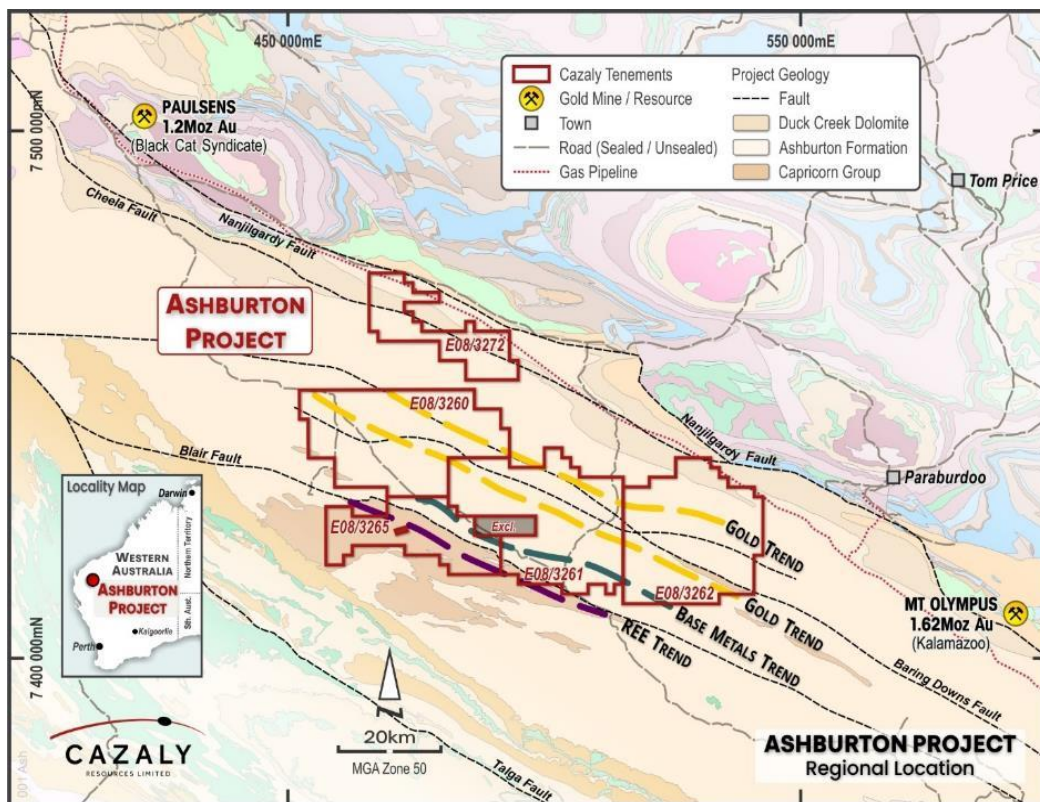 450 000mE
550 000mE
7 500 000mN
7 400 000mN
PAULSENS
1.2Moz Au
(Black Cat Syndicate)
Cazaly Tenements
Gold Mine / Resource
Town
Road (Sealed / Unsealed)
Gas Pipeline
Project Geology
Fault
Duck Creek Dolomite
Ashburton Formation
Capricorn Group
Tom Price
Cheela Fault
Nanjilgardy Fault
ASHBURTON
PROJECT
E08/3272
E08/3260
Nanjilgardy Fault
Blair Fault
Paraburdoo
E08/3265
Excl.
E08/3261
E08/3262
GOLD TREND
GOLD TREND
BASE METALS TREND
REE TREND
MT OLYMPUS
1.62Moz Au
(Kalamazoo)
Baring Downs Fault
Talga Fault
Locality Map
Darwin
WESTERN
AUSTRALIA
Northern Territory
Sth. Aust.
ASHBURTON
PROJECT
Kalgoorlie
Perth
N
20km
MGA Zone 50
CAZALY
RESOURCES LIMITED
001 Ash
ASHBURTON PROJECT
Regional Location